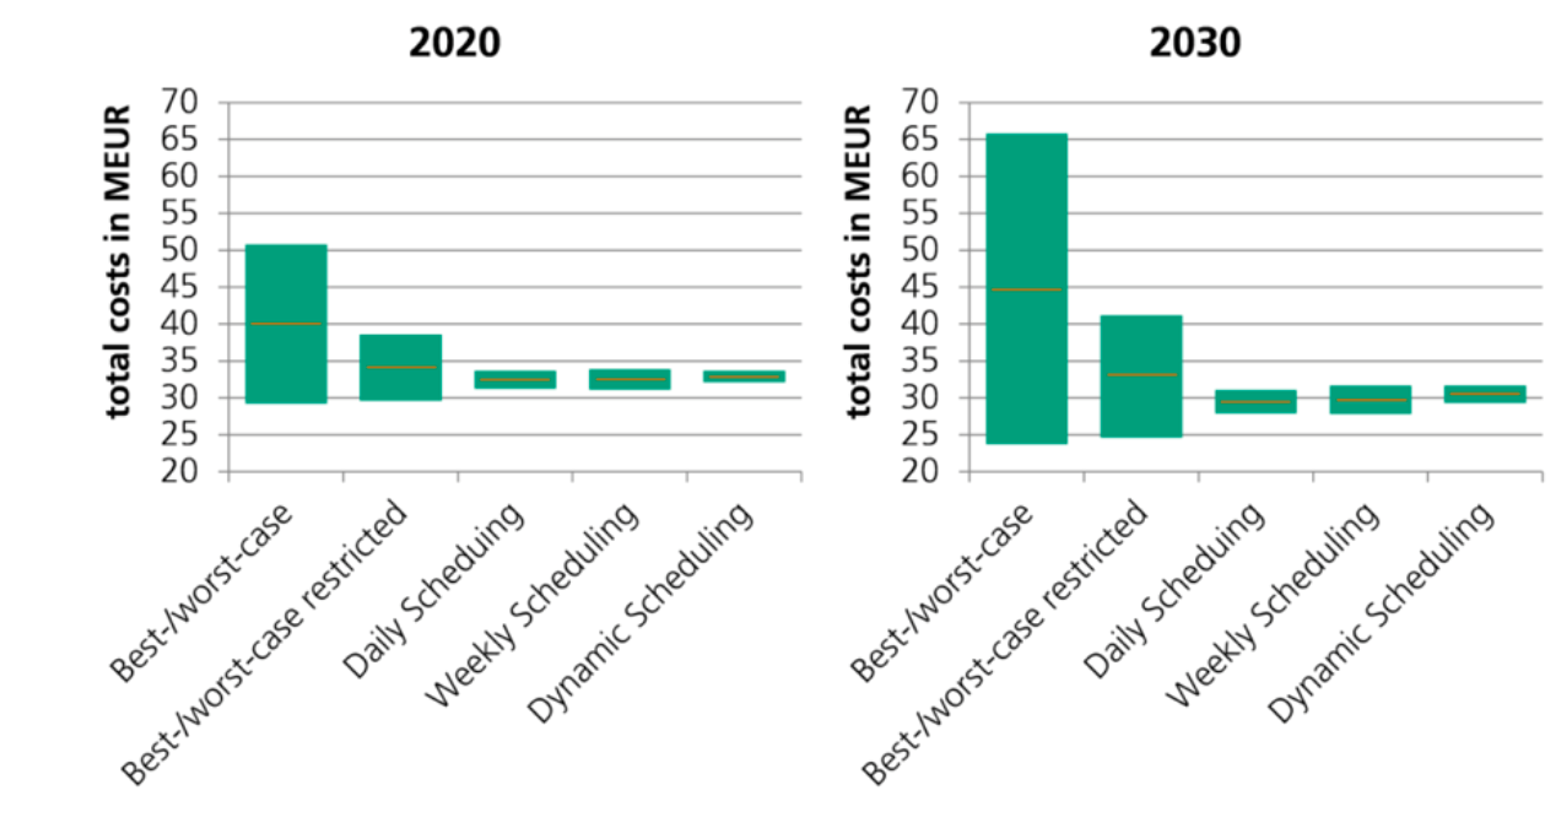 2020
total costs in MEUR
70
65
60
55
50
45
40
35
30
25
20
Best-/worst-case
Best-/worst-case restricted
Daily Scheduing
Weekly Scheduling
Dynamic Scheduling
2030
total costs in MEUR
70
65
60
55
50
45
40
35
30
25
20
Best-/worst-case
Best-/worst-case restricted
Daily Scheduing
Weekly Scheduling
Dynamic Scheduling